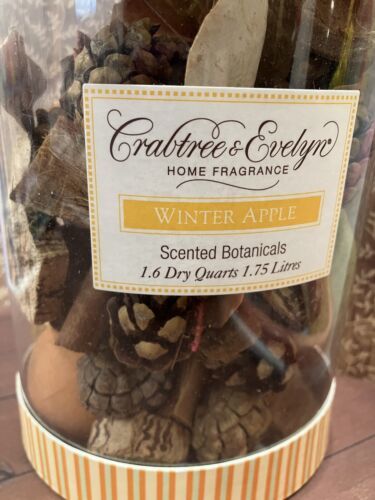 Crabtree & Evelyn®
HOME FRAGRANCE
WINTER APPLE
Scented Botanicals
1.6 Dry Quarts 1.75 Litres